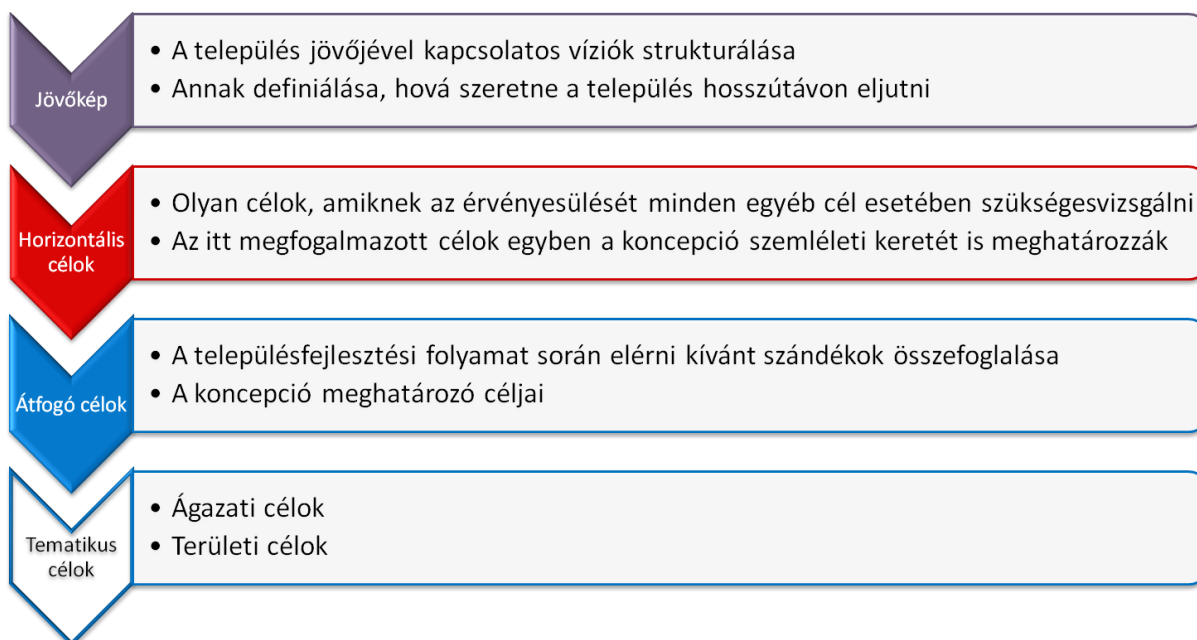 Jövőkép
• A település jövőjével kapcsolatos víziók strukturálása
• Annak definiálása, hová szeretne a település hosszútávon eljutni
Horizontális
célok
• Olyan célok, amiknek az érvényesülését minden egyéb cél esetében szükségesvizsgálni
• Az itt megfogalmazott célok egyben a koncepció szemléleti keretét is meghatározzák
Átfogó célok
• A településfejlesztési folyamat során elérni kívánt szándékok összefoglalása
• A koncepció meghatározó céljai
Tematikus
célok
• Ágazati célok
• Területi célok